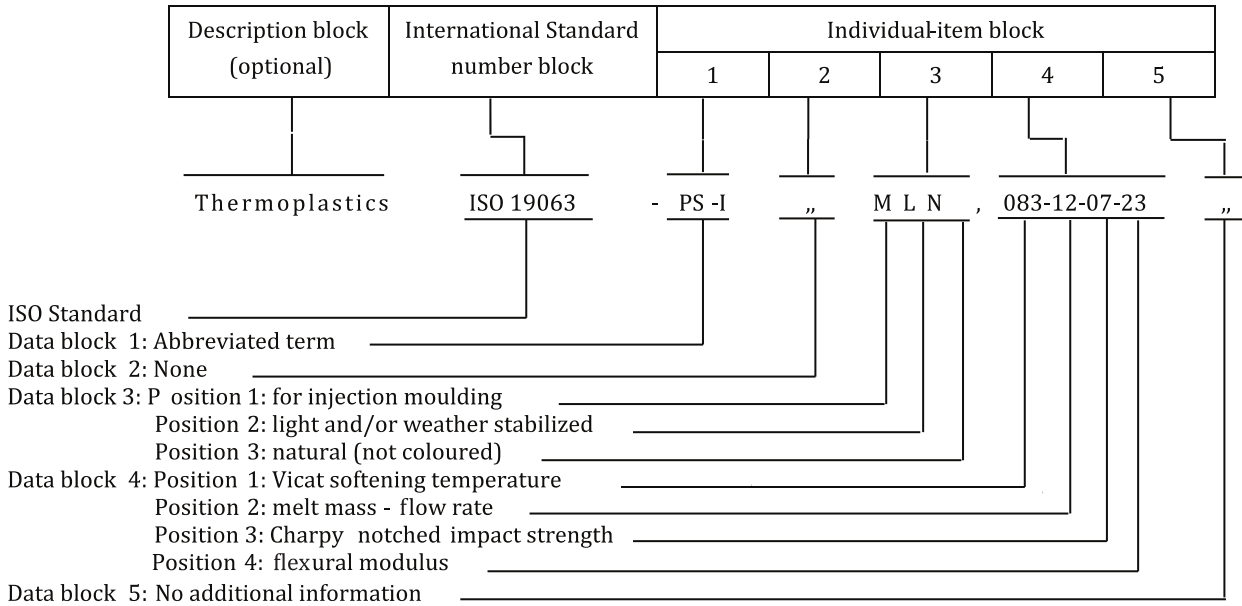 Description block International Standard Individual-item block
(optional) number block 1 2 3 4 5
Thermoplastics ISO 19063 - PS -I ,, M L N , 083-12-07-23 ,,
ISO Standard
Data block 1: Abbreviated term
Data block 2: None
Data block 3: P osition 1: for injection moulding
Position 2: light and/or weather stabilized
Position 3: natural (not coloured)
Data block 4: Position 1: Vicat softening temperature
Position 2: melt mass - flow rate
Position 3: Charpy notched impact strength
Position 4: flexural modulus
Data block 5: No additional information